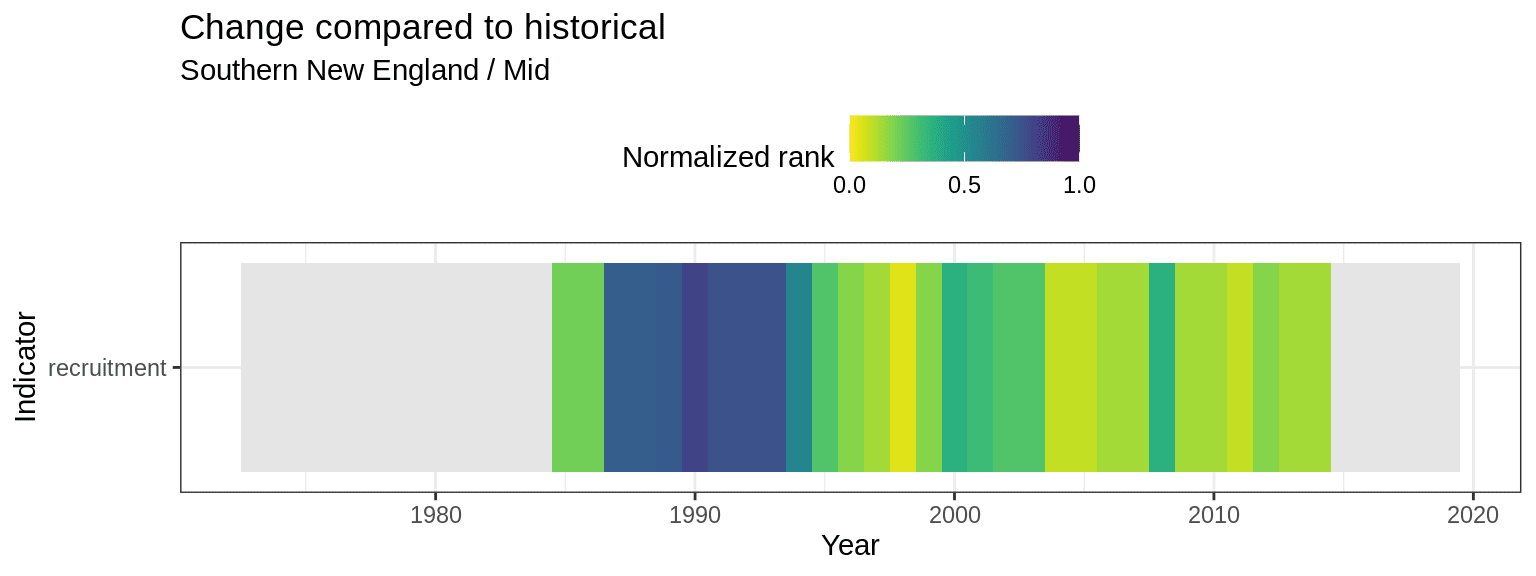 Change compared to historical
Southern New England / Mid
Normalized rank
0.0 0.5 1.0
Indicator
recruitment
1980 1990 2000 2010 2020
Year